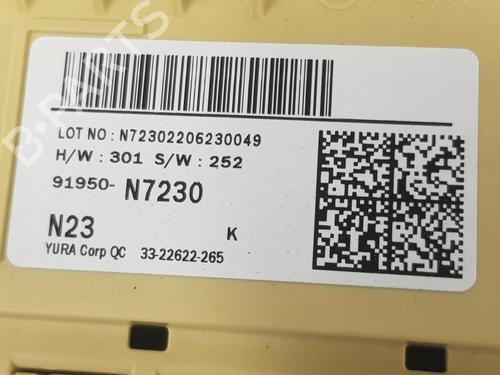 B-PARTS
LOT NO : N72302206230049
H/W : 301 S/W : 252
91950- N7230
N23 K
YURA Corp QC 33-22622-265